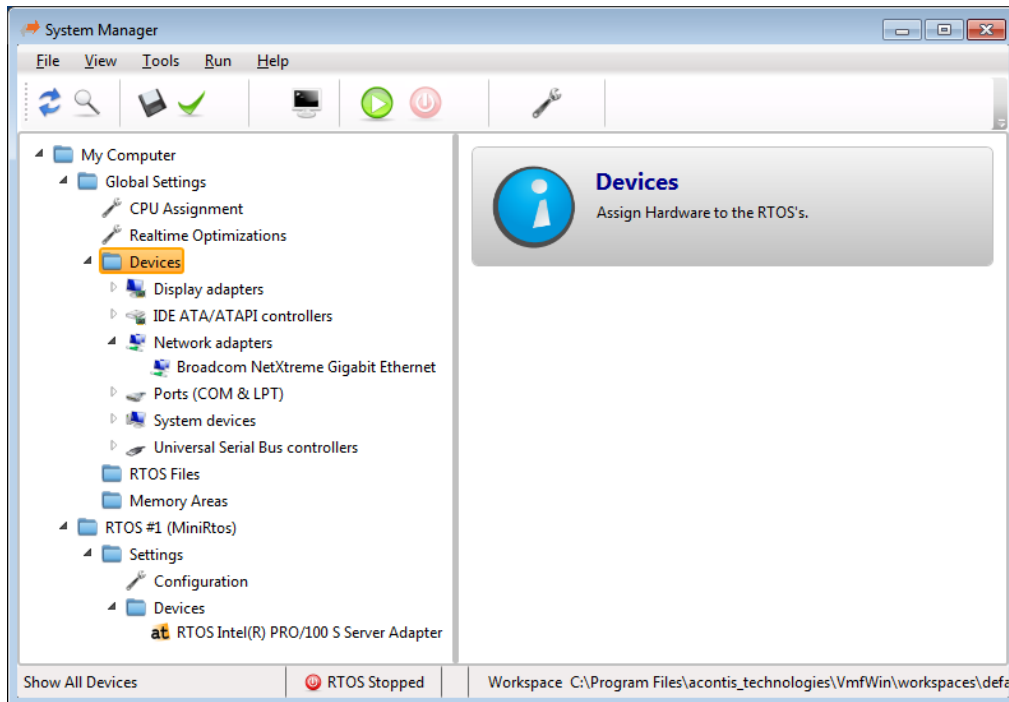 System Manager
File View Tools Run Help
My Computer
Global Settings
CPU Assignment
Realtime Optimizations
Devices
Display adapters
IDE ATA/ATAPI controllers
Network adapters
Broadcom NetXtreme Gigabit Ethernet
Ports (COM & LPT)
System devices
Universal Serial Bus controllers
RTOS Files
Memory Areas
RTOS #1 (MiniRtos)
Settings
Configuration
Devices
at RTOS Intel(R) PRO/100 S Server Adapter
Devices
Assign Hardware to the RTOS's.
Show All Devices
RTOS Stopped
Workspace C:\Program Files\acontis_technologies\VmfWin\workspaces\defa